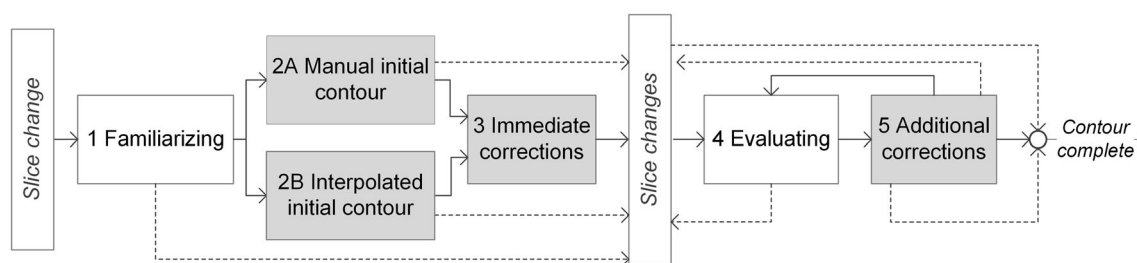 Slice change
1 Familiarizing
2A Manual initial
contour
2B Interpolated
initial contour
3 Immediate
corrections
Slice changes
4 Evaluating
5 Additional
corrections
Contour
complete